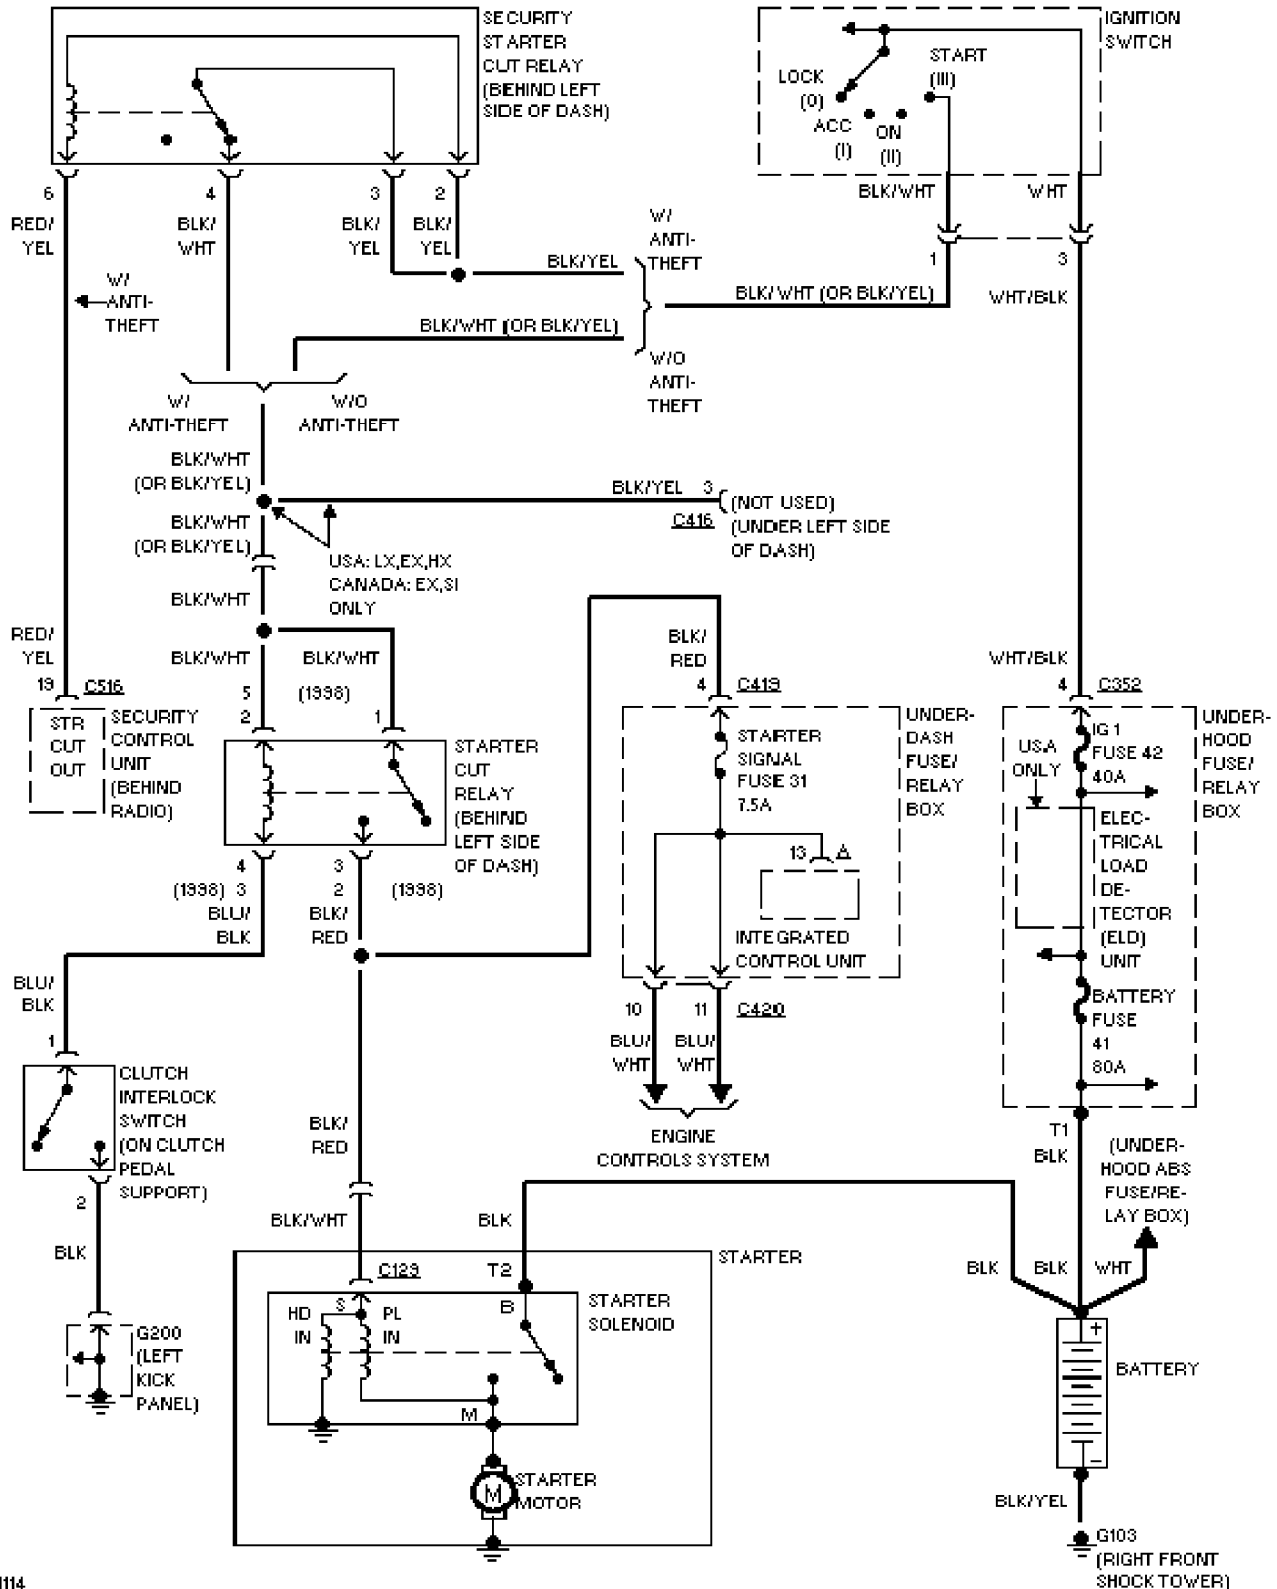 SECURITY
STARTER
CUT RELAY
(BEHIND LEFT
SIDE OF DASH)
IGNITION
SWITCH
START
(III)
LOCK
(0)
ACC
(I)
ON
(II)
6
4
3
2
BLK/WHT
WHT
RED/
YEL
BLK/
WHT
BLK/
YEL
BLK/
YEL
W/
ANTI-
THEFT
BLK/YEL
1
3
W/
ANTI-
THEFT
BLK/WHT (OR BLK/YEL)
WHT/BLK
BLK/WHT (OR BLK/YEL)
W/O
ANTI-
THEFT
W/
ANTI-THEFT
W/O
ANTI-THEFT
BLK/WHT
(OR BLK/YEL)
BLK/YEL 3
(NOT USED)
C416
(UNDER LEFT SIDE
OF DASH)
BLK/WHT
(OR BLK/YEL)
USA: LX,EX,HX
CANADA: EX,SI
ONLY
BLK/WHT
RED/
YEL
BLK/WHT
BLK/WHT
BLK/
RED
WHT/BLK
19 C516
5
(1998)
2
1
4 C419
4 C352
STR
CUT
OUT
SECURITY
CONTROL
UNIT
(BEHIND
RADIO)
STARTER
CUT
RELAY
(BEHIND
LEFT SIDE
OF DASH)
STARTER
SIGNAL
FUSE 31
7.5A
UNDER-
DASH
FUSE/
RELAY
BOX
USA
ONLY
IG 1
FUSE 42
40A
UNDER-
HOOD
FUSE/
RELAY
BOX
13 A
INTEGRATED
CONTROL UNIT
ELEC-
TRICAL
LOAD
DE-
TECTOR
(ELD)
UNIT
4
3
(1998) 3
2
(1998)
BLU/
BLK
BLK/
RED
BLU/
BLK
1
10
11
C420
BLU/
WHT
BLU/
WHT
BATTERY
FUSE
41
80A
CLUTCH
INTERLOCK
SWITCH
(ON CLUTCH
PEDAL
SUPPORT)
BLK/
RED
ENGINE
CONTROLS SYSTEM
T1
BLK
(UNDER-
HOOD ABS
FUSE/RE-
LAY BOX)
2
BLK
BLK/WHT
BLK
STARTER
BLK
BLK
WHT
C129
T2
S
B
HD
IN
PL
IN
STARTER
SOLENOID
G200
(LEFT
KICK
PANEL)
+
BATTERY
-
M
M
STARTER
MOTOR
BLK/YEL
G103
(RIGHT FRONT
SHOCK TOWER)